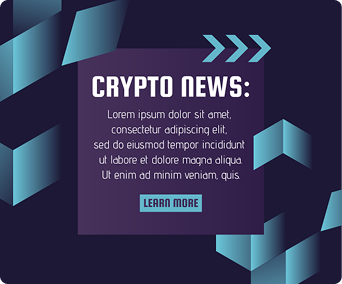 CRYPTO NEWS:
Lorem ipsum dolor sit amet,
consectetur adipiscing elit,
sed do eiusmod tempor incididunt
ut labore et dolore magna aliqua.
Ut enim ad minim veniam, quis.
LEARN MORE